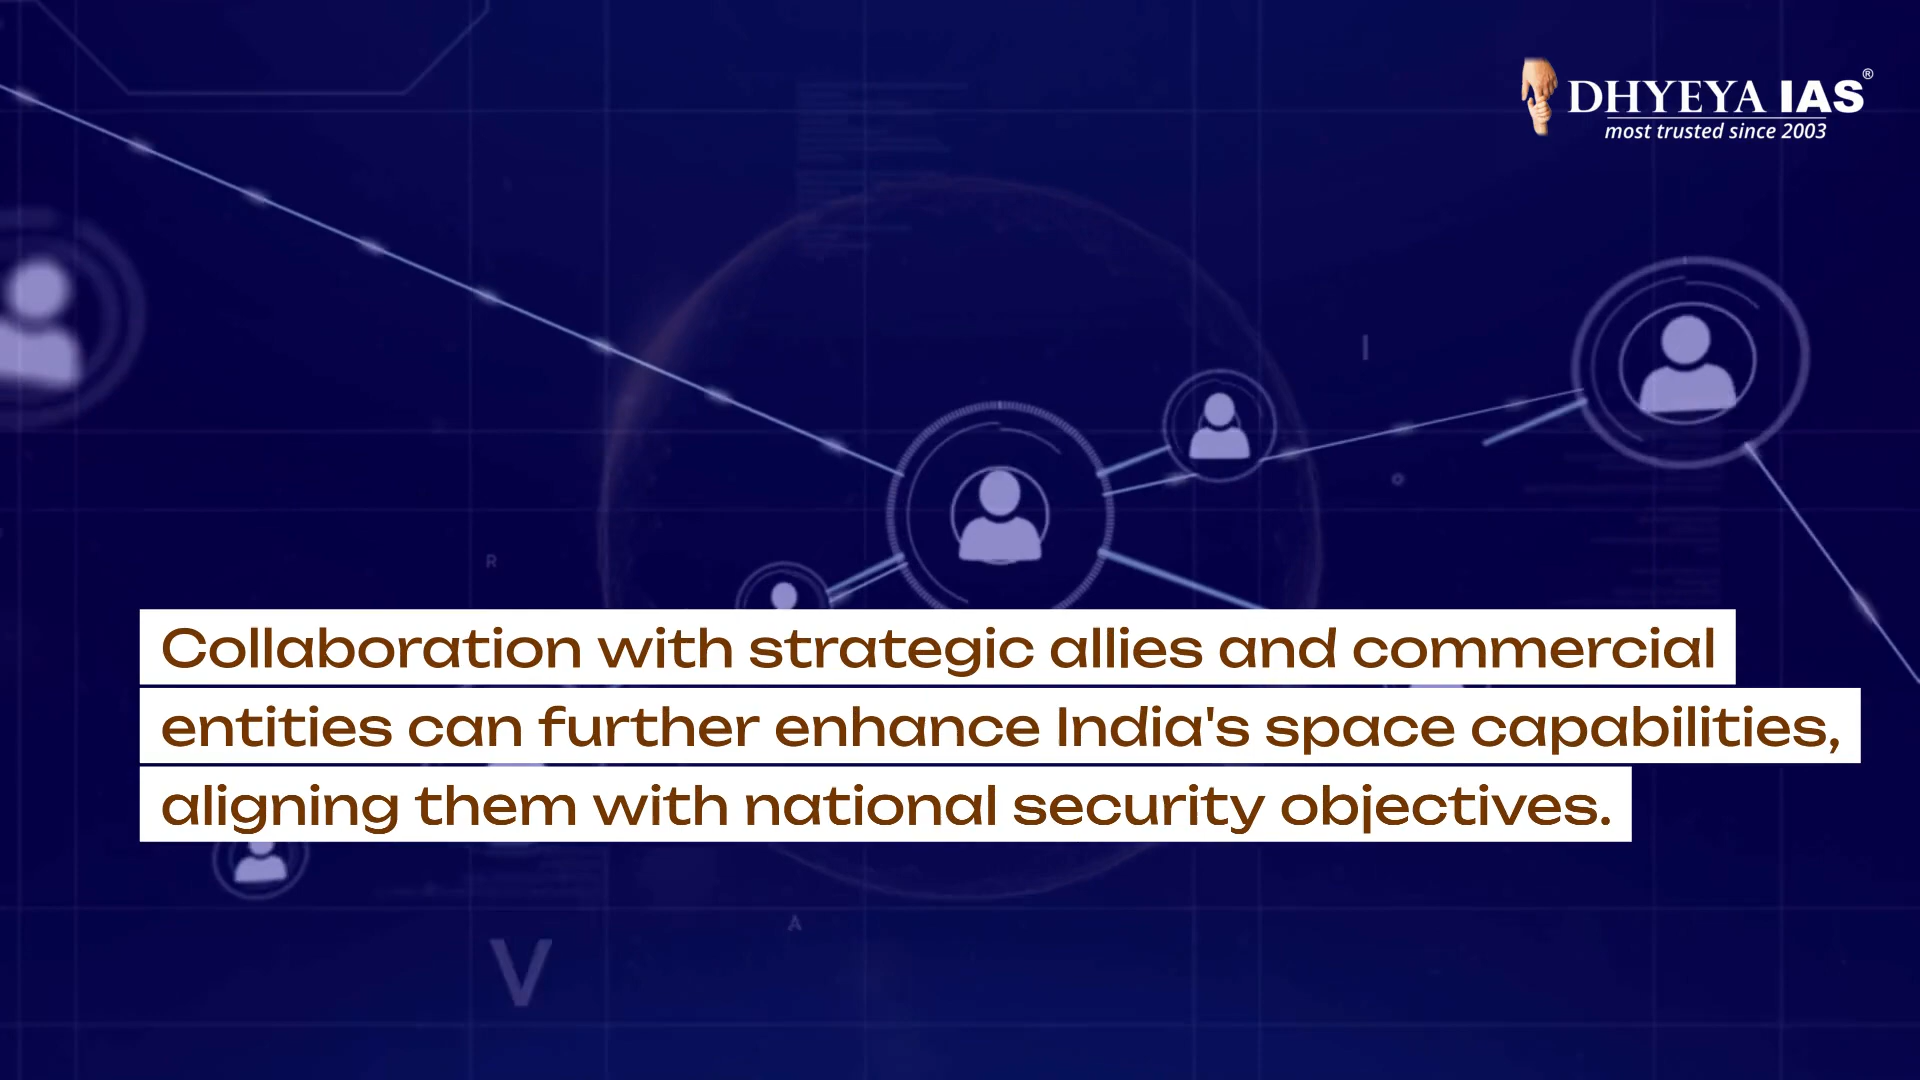 DHYEYA IAS®
most trusted since 2003
I
R
Collaboration with strategic allies and commercial
entities can further enhance India's space capabilities,
aligning them with national security objectives.
A
V